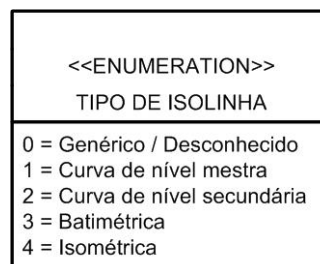 <<ENUMERATION>>
TIPO DE ISOLINHA
0 = Genérico / Desconhecido
1 = Curva de nível mestra
2 = Curva de nível secundária
3 = Batimétrica
4 = Isométrica